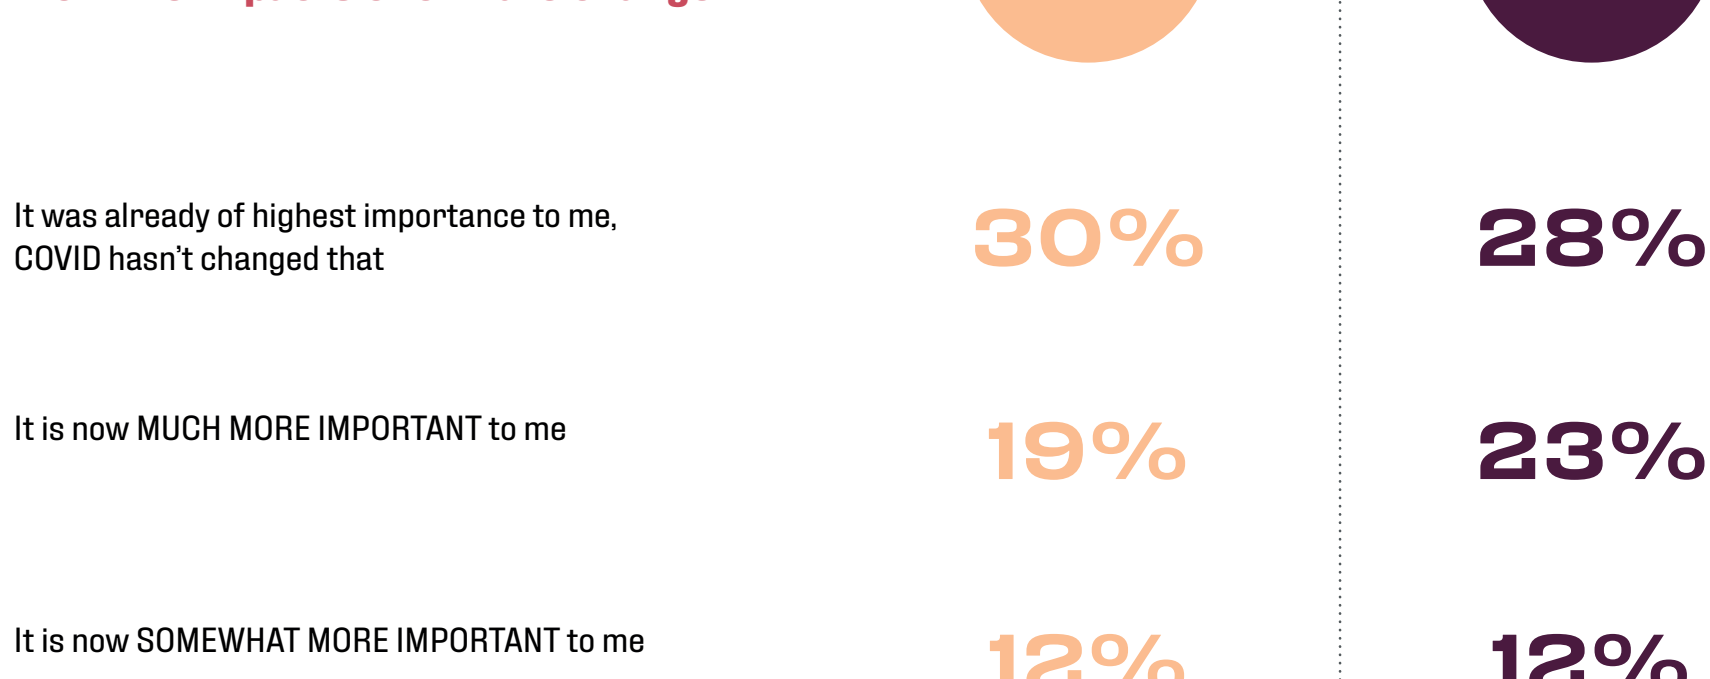 It was already of highest importance to me,
COVID hasn’t changed that
30%
28%
It is now MUCH MORE IMPORTANT to me
19%
23%
It is now SOMEWHAT MORE IMPORTANT to me
12%
12%